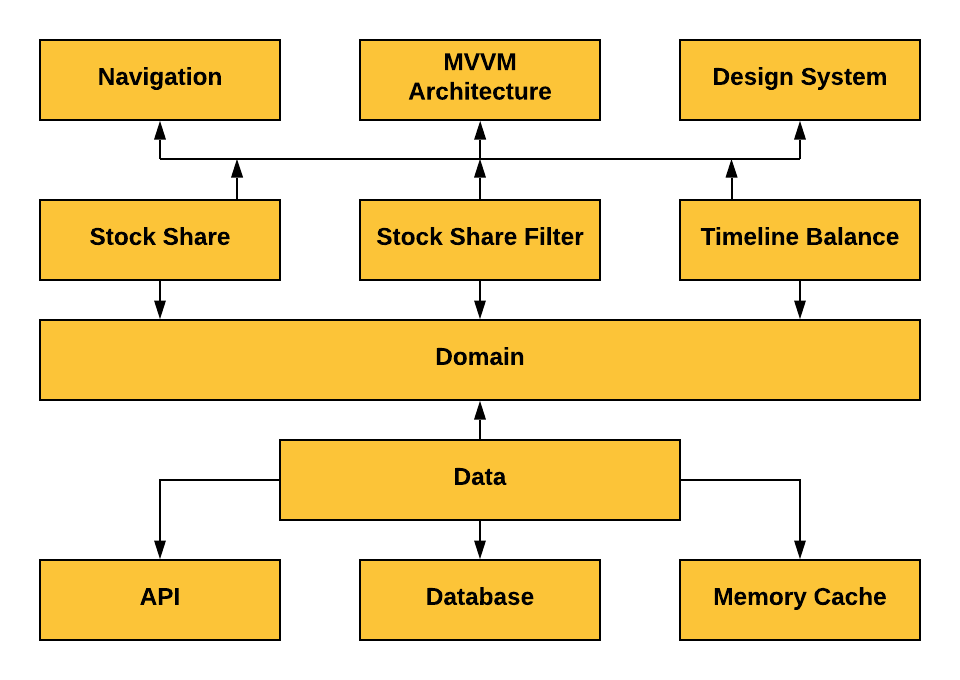 Navigation
MVVM
Architecture
Design System
Stock Share
Stock Share Filter
Timeline Balance
Domain
Data
API
Database
Memory Cache